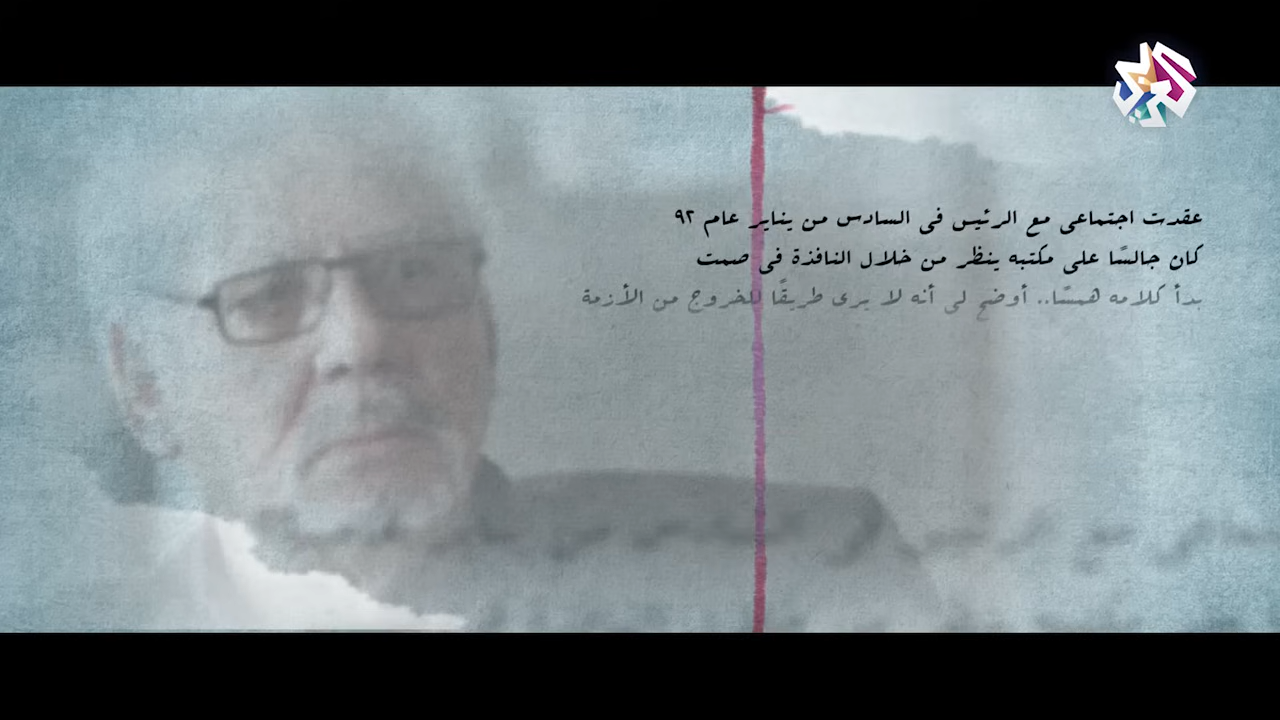 عقدت اجتماعى مع الرئيس فى السادس من يناير عام ٩٢
كان جالسًا على مكتبه ينظر من خلال النافذة فى صمت
بدأ كلامه همسًا.. أوضح لى أنه لا يرى طريقًا للخروج من الأزمة